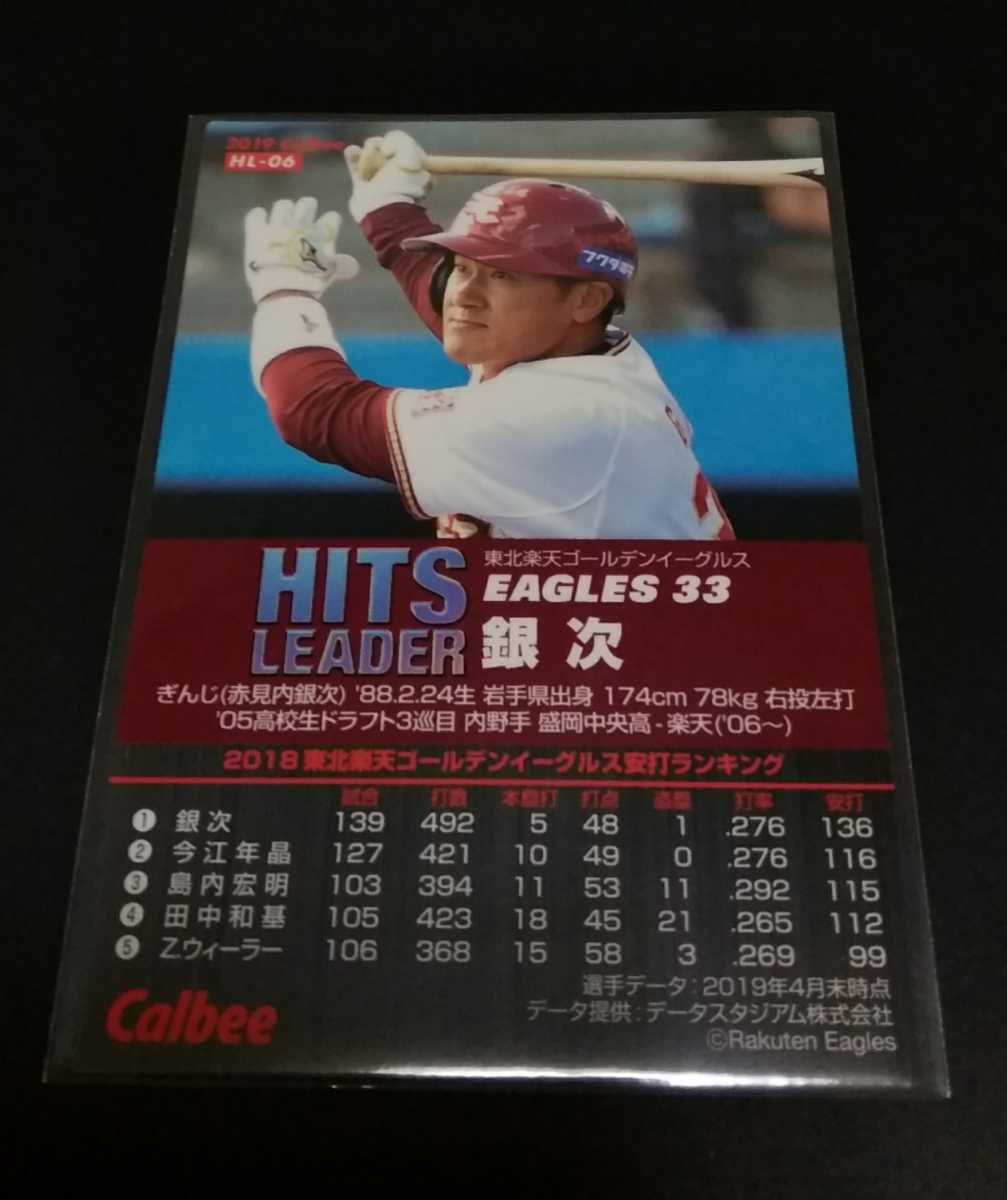 2019 Calbee
HL-06
フクダ電子
HITS
LEADER
東北楽天ゴールデンイーグルス
EAGLES 33
銀次
ぎんじ(赤見内銀次) '88.2.24生 岩手県出身 174cm 78kg 右投左打
'05高校生ドラフト3巡目 内野手 盛岡中央高-楽天('06〜)
2018 東北楽天ゴールデンイーグルス安打ランキング
試合 打数 本塁打 打点 盗塁 打率 安打
① 銀次 139 492 5 48 1 .276 136
② 今江年晶 127 421 10 49 0 .276 116
③ 島内宏明 103 394 11 53 11 .292 115
④ 田中和基 105 423 18 45 21 .265 112
⑤ Z.ウィーラー 106 368 15 58 3 .269 99
選手データ:2019年4月末時点
データ提供:データスタジアム株式会社
©Rakuten Eagles
Calbee